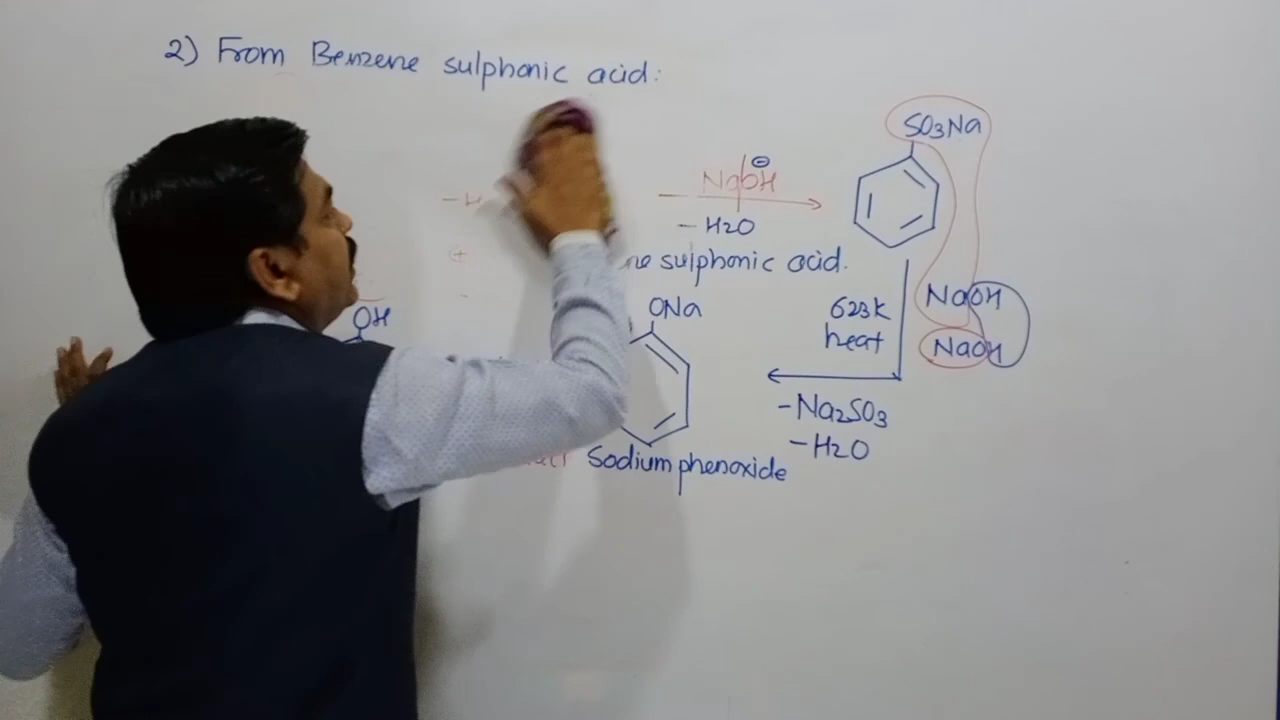 2) From Benzene sulphonic acid:
SO3Na
NaOH
- H2O
sulphonic acid.
NaOH
OH
ONa
623K
heat
NaOH
-Na2SO3
-H2O
Sodium phenoxide